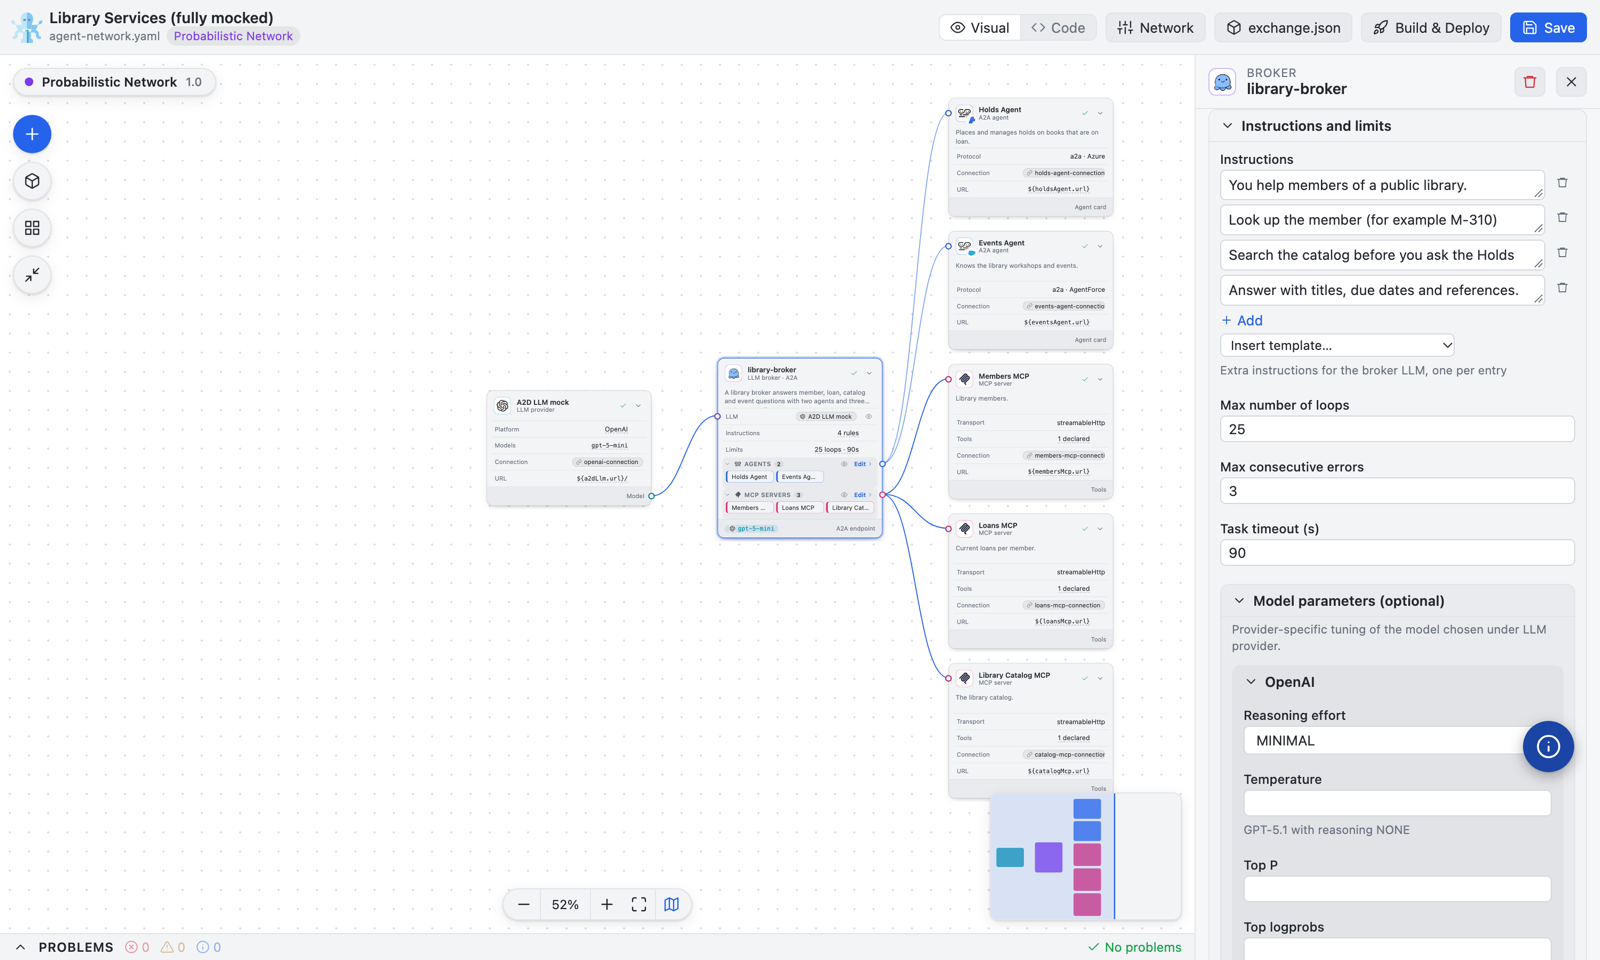 Library Services (fully mocked)
agent-network.yaml Probabilistic Network
Visual
Code
Network
exchange.json
Build & Deploy
Save
Probabilistic Network 1.0
A2D LLM mock
LLM provider
Platform OpenAI
Models gpt-5-mini
Connection openai-connection
URL ${a2dLlm.url}/
Model
library-broker
LLM broker · A2A
A library broker answers member, loan, catalog
and event questions with two agents and three...
LLM A2D LLM mock
Instructions 4 rules
Limits 25 loops · 90s
AGENTS 2 Edit
Holds Agent Events Ag...
MCP SERVERS 3 Edit
Members ... Loans MCP Library Cat...
gpt-5-mini A2A endpoint
Holds Agent
A2A agent
Places and manages holds on books that are on
loan.
Protocol a2a · Azure
Connection holds-agent-connection
URL ${holdsAgent.url}
Agent card
Events Agent
A2A agent
Knows the library workshops and events.
Protocol a2a · AgentForce
Connection events-agent-connectio
URL ${eventsAgent.url}
Agent card
Members MCP
MCP server
Library members.
Transport streamableHttp
Tools 1 declared
Connection members-mcp-connecti
URL ${membersMcp.url}
Tools
Loans MCP
MCP server
Current loans per member.
Transport streamableHttp
Tools 1 declared
Connection loans-mcp-connection
URL ${loansMcp.url}
Tools
Library Catalog MCP
MCP server
The library catalog.
Transport streamableHttp
Tools 1 declared
Connection catalog-mcp-connection
URL ${catalogMcp.url}
Tools
52%
PROBLEMS 0 0 0
No problems
BROKER
library-broker
Instructions and limits
Instructions
You help members of a public library.
Look up the member (for example M-310)
Search the catalog before you ask the Holds
Answer with titles, due dates and references.
+ Add
Insert template...
Extra instructions for the broker LLM, one per entry
Max number of loops
25
Max consecutive errors
3
Task timeout (s)
90
Model parameters (optional)
Provider-specific tuning of the model chosen under LLM
provider.
OpenAI
Reasoning effort
MINIMAL
Temperature
GPT-5.1 with reasoning NONE
Top P
Top logprobs